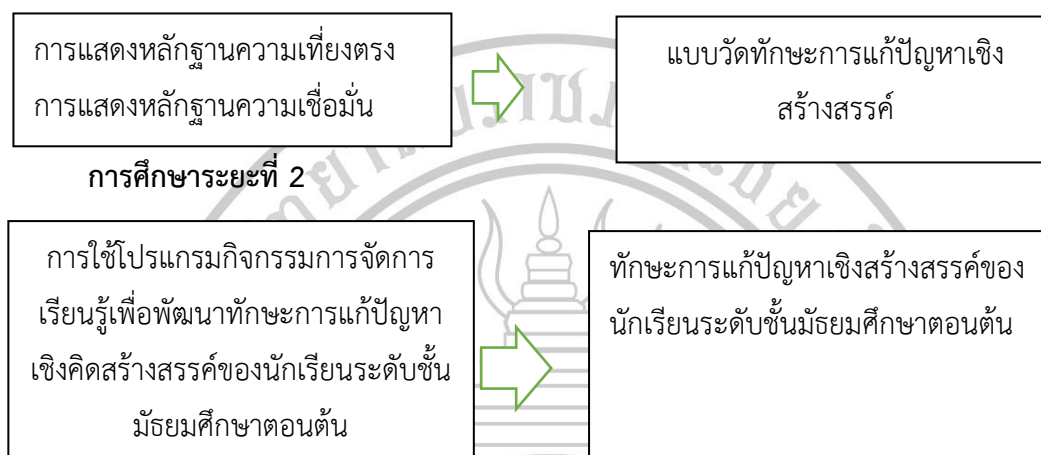 การแสดงหลักฐานความเที่ยงตรง
การแสดงหลักฐานความเชื่อมั่น
แบบวัดทักษะการแก้ปัญหาเชิง
สร้างสรรค์
การศึกษาระยะที่ 2
การใช้โปรแกรมกิจกรรมการจัดการ
เรียนรู้เพื่อพัฒนาทักษะการแก้ปัญหา
เชิงคิดสร้างสรรค์ของนักเรียนระดับชั้น
มัธยมศึกษาตอนต้น
ทักษะการแก้ปัญหาเชิงสร้างสรรค์ของ
นักเรียนระดับชั้นมัธยมศึกษาตอนต้น